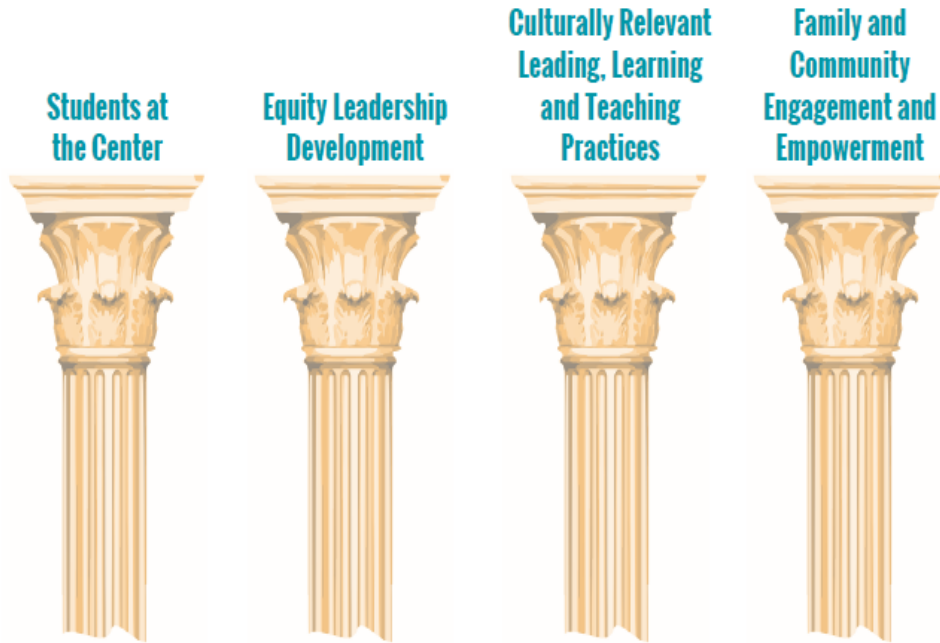 Students at
the Center
Equity Leadership
Development
Culturally Relevant
Leading, Learning
and Teaching
Practices
Family and
Community
Engagement and
Empowerment